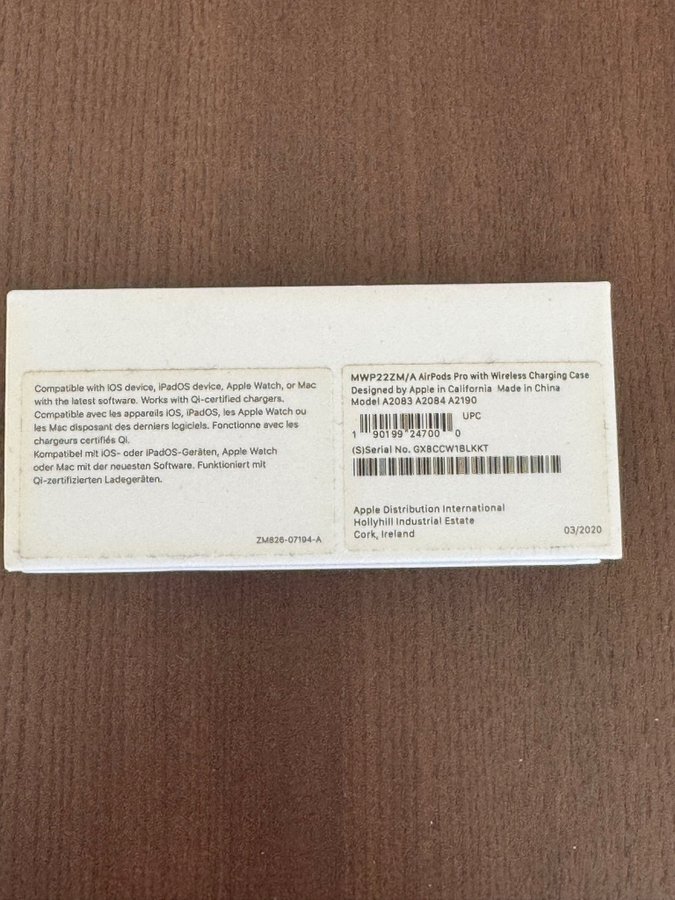 Compatible with iOS device, iPadOS device, Apple Watch, or Mac
with the latest software. Works with Qi-certified chargers.
Compatible avec les appareils iOS, iPadOS, les Apple Watch ou
les Mac disposant des derniers logiciels. Fonctionne avec les
chargeurs certifiés Qi.
Kompatibel mit iOS- oder iPadOS-Geräten, Apple Watch
oder Mac mit der neuesten Software. Funktioniert mit
Qi-zertifizierten Ladegeräten.
ZM626-07194-A
MWP22ZM/A AirPods Pro with Wireless Charging Case
Designed by Apple in California Made in China
Model A2083 A2084 A2190
UPC
1 90199 24700 0
(S)Serial No. GX8CCW1BLKKT
Apple Distribution International
Hollyhill Industrial Estate
Cork, Ireland
03/2020